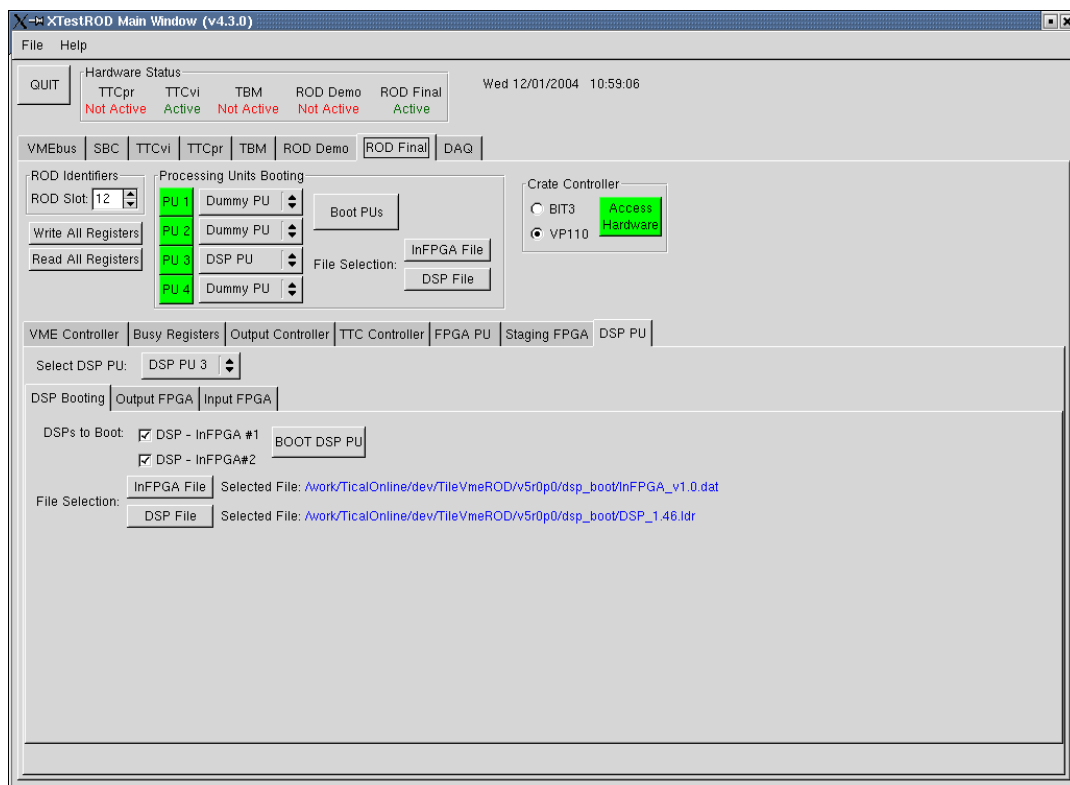 XTestROD Main Window (v4.3.0)
File Help
QUIT
Hardware Status
TTCpr TTCvi TBM ROD Demo ROD Final
Not Active Active Not Active Not Active Active
Wed 12/01/2004 10:59:06
VMEbus SBC TTCvi TTCpr TBM ROD Demo ROD Final DAQ
ROD Identifiers
ROD Slot: 12
Write All Registers
Read All Registers
Processing Units Booting
PU 1 Dummy PU
PU 2 Dummy PU
PU 3 DSP PU
PU 4 Dummy PU
Boot PUs
File Selection:
InFPGA File
DSP File
Crate Controller
BIT3
VP110
Access
Hardware
VME Controller Busy Registers Output Controller TTC Controller FPGA PU Staging FPGA DSP PU
Select DSP PU: DSP PU 3
DSP Booting Output FPGA Input FPGA
DSPs to Boot: DSP - InFPGA #1
DSP - InFPGA#2
BOOT DSP PU
File Selection:
InFPGA File Selected File: /work/TicalOnline/dev/TileVmeROD/v5r0p0/dsp_boot/InFPGA_v1.0.dat
DSP File Selected File: /work/TicalOnline/dev/TileVmeROD/v5r0p0/dsp_boot/DSP_1.46.ldr